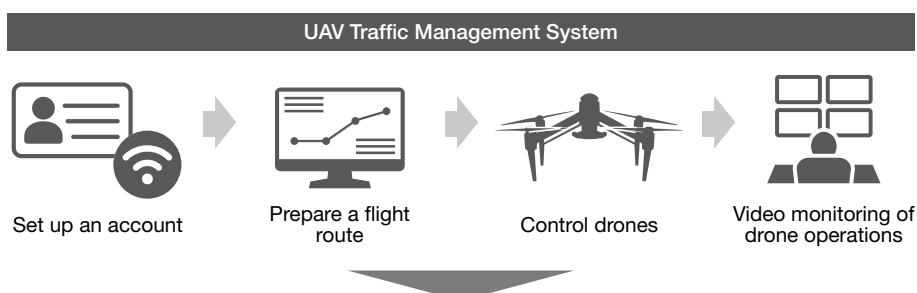 UAV Traffic Management System
Set up an account
Prepare a flight
route
Control drones
Video monitoring of
drone operations